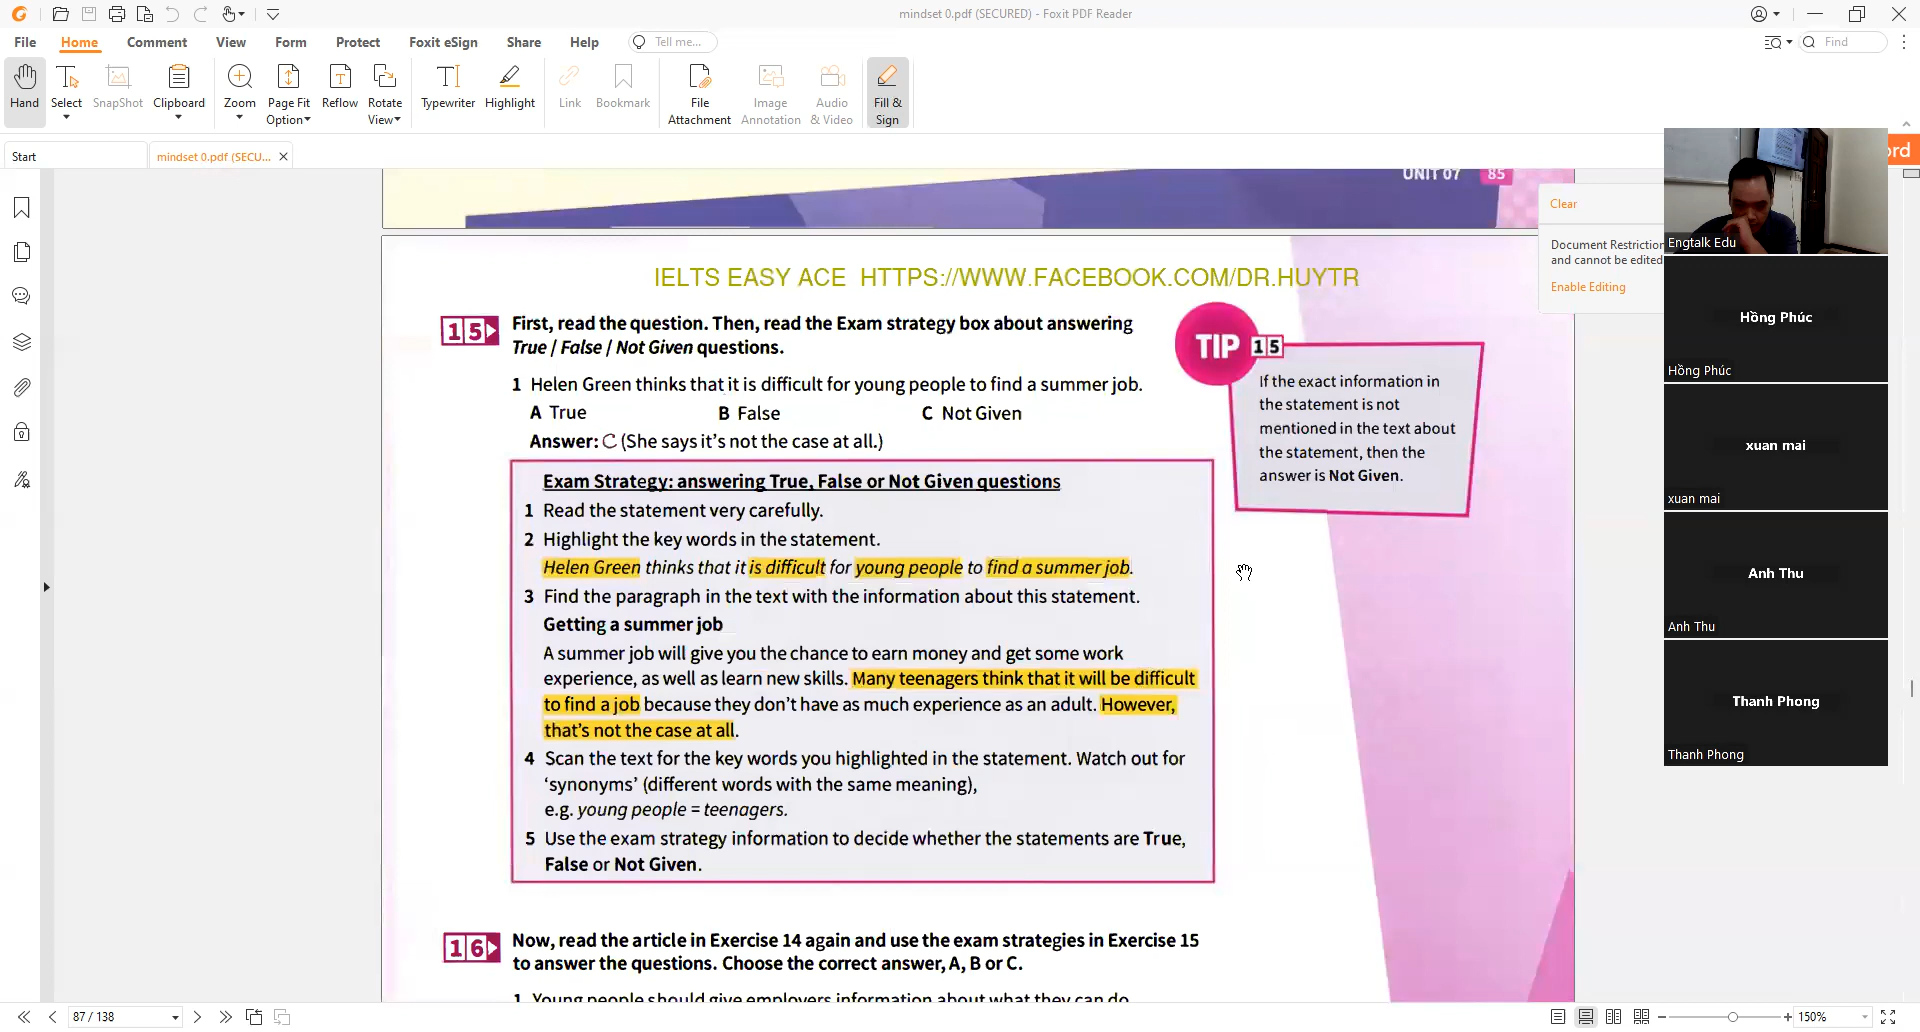 mindset 0.pdf (SECURED) - Foxit PDF Reader
File Home Comment View Form Protect Foxit eSign Share Help Tell me... Find
Hand Select SnapShot Clipboard Zoom Page Fit Option Reflow Rotate View Typewriter Highlight Link Bookmark File Attachment Image Annotation Audio & Video Fill & Sign
Start mindset 0.pdf (SECU...
UNIT 07 85
Clear
Document Restriction
and cannot be edited
Enable Editing
IELTS EASY ACE HTTPS://WWW.FACEBOOK.COM/DR.HUYTR
15 First, read the question. Then, read the Exam strategy box about answering
True / False / Not Given questions.
1 Helen Green thinks that it is difficult for young people to find a summer job.
A True B False C Not Given
Answer: C (She says it's not the case at all.)
Exam Strategy: answering True, False or Not Given questions
1 Read the statement very carefully.
2 Highlight the key words in the statement.
Helen Green thinks that it is difficult for young people to find a summer job.
3 Find the paragraph in the text with the information about this statement.
Getting a summer job
A summer job will give you the chance to earn money and get some work
experience, as well as learn new skills. Many teenagers think that it will be difficult
to find a job because they don't have as much experience as an adult. However,
that's not the case at all.
4 Scan the text for the key words you highlighted in the statement. Watch out for
'synonyms' (different words with the same meaning),
e.g. young people = teenagers.
5 Use the exam strategy information to decide whether the statements are True,
False or Not Given.
TIP 15
If the exact information in
the statement is not
mentioned in the text about
the statement, then the
answer is Not Given.
16 Now, read the article in Exercise 14 again and use the exam strategies in Exercise 15
to answer the questions. Choose the correct answer, A, B or C.
1 Young people should give employers information about what they can do.
Engtalk Edu
Hồng Phúc
Hồng Phúc
xuan mai
xuan mai
Anh Thu
Anh Thu
Thanh Phong
Thanh Phong
87 / 138
150%